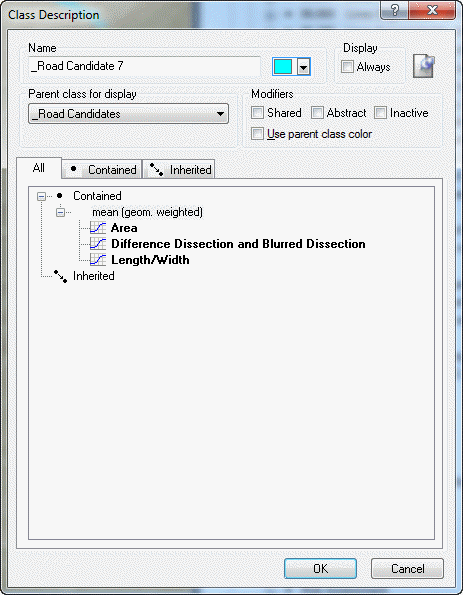 Class Description
Name
_Road Candidate 7
Display
Always
Parent class for display
_Road Candidates
Modifiers
Shared Abstract Inactive
Use parent class color
All Contained Inherited
Contained
mean (geom. weighted)
Area
Difference Dissection and Blurred Dissection
Length/Width
Inherited
OK Cancel